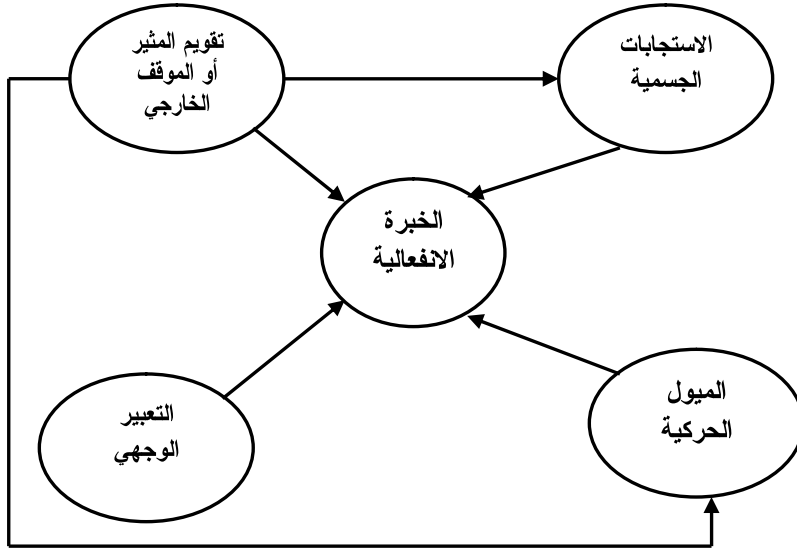 تقويم المثير
أو الموقف
الخارجي
الاستجابات
الجسمية
الخبرة
الانفعالية
التعبير
الوجهي
الميول
الحركية